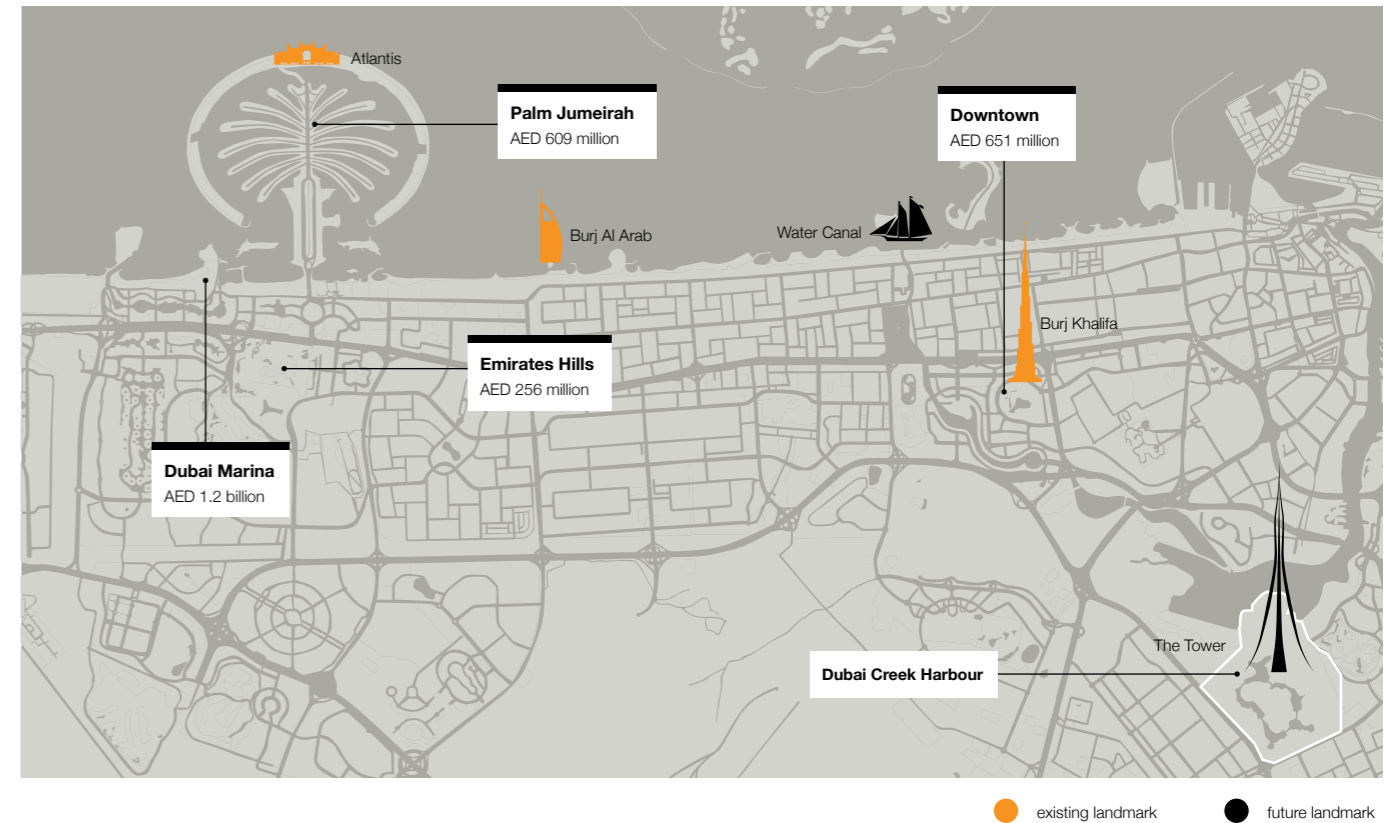 Atlantis
Palm Jumeirah
AED 609 million
Downtown
AED 651 million
Burj Al Arab
Water Canal
Burj Khalifa
Emirates Hills
AED 256 million
Dubai Marina
AED 1.2 billion
The Tower
Dubai Creek Harbour
existing landmark
future landmark